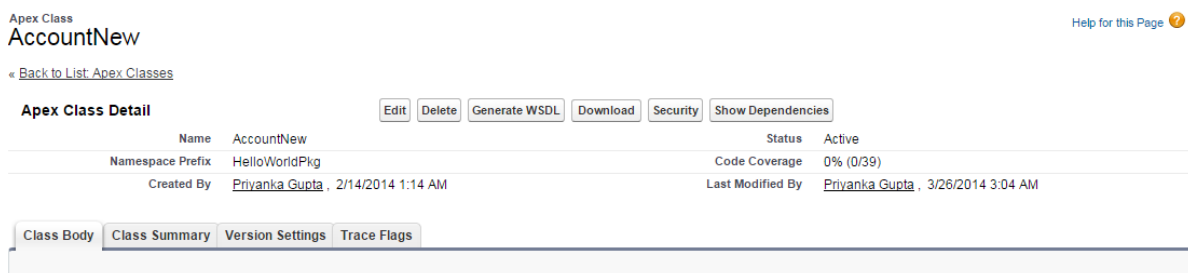 Apex Class
AccountNew
Help for this Page
« Back to List: Apex Classes
Apex Class Detail Edit Delete Generate WSDL Download Security Show Dependencies
Name AccountNew Status Active
Namespace Prefix HelloWorldPkg Code Coverage 0% (0/39)
Created By Priyanka Gupta , 2/14/2014 1:14 AM Last Modified By Priyanka Gupta , 3/26/2014 3:04 AM
Class Body Class Summary Version Settings Trace Flags